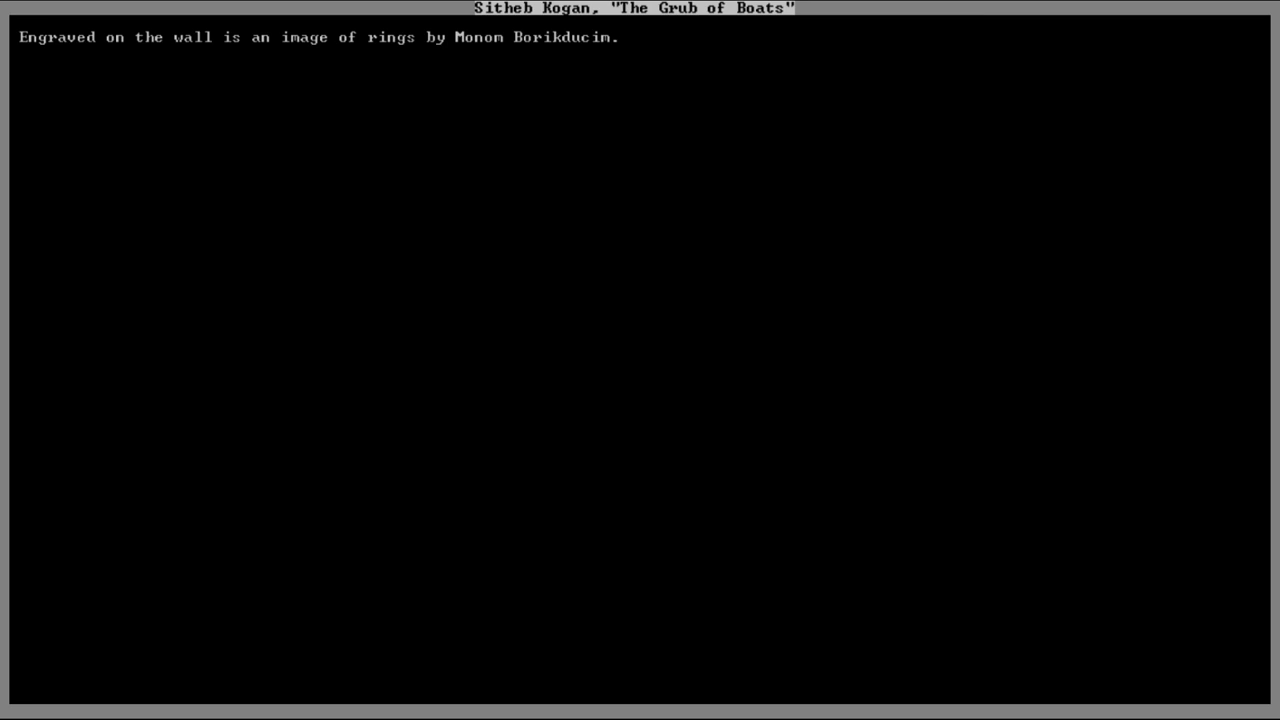 Sitheb Kogan, "The Grub of Boats"
Engraved on the wall is an image of rings by Monom Borikducim.